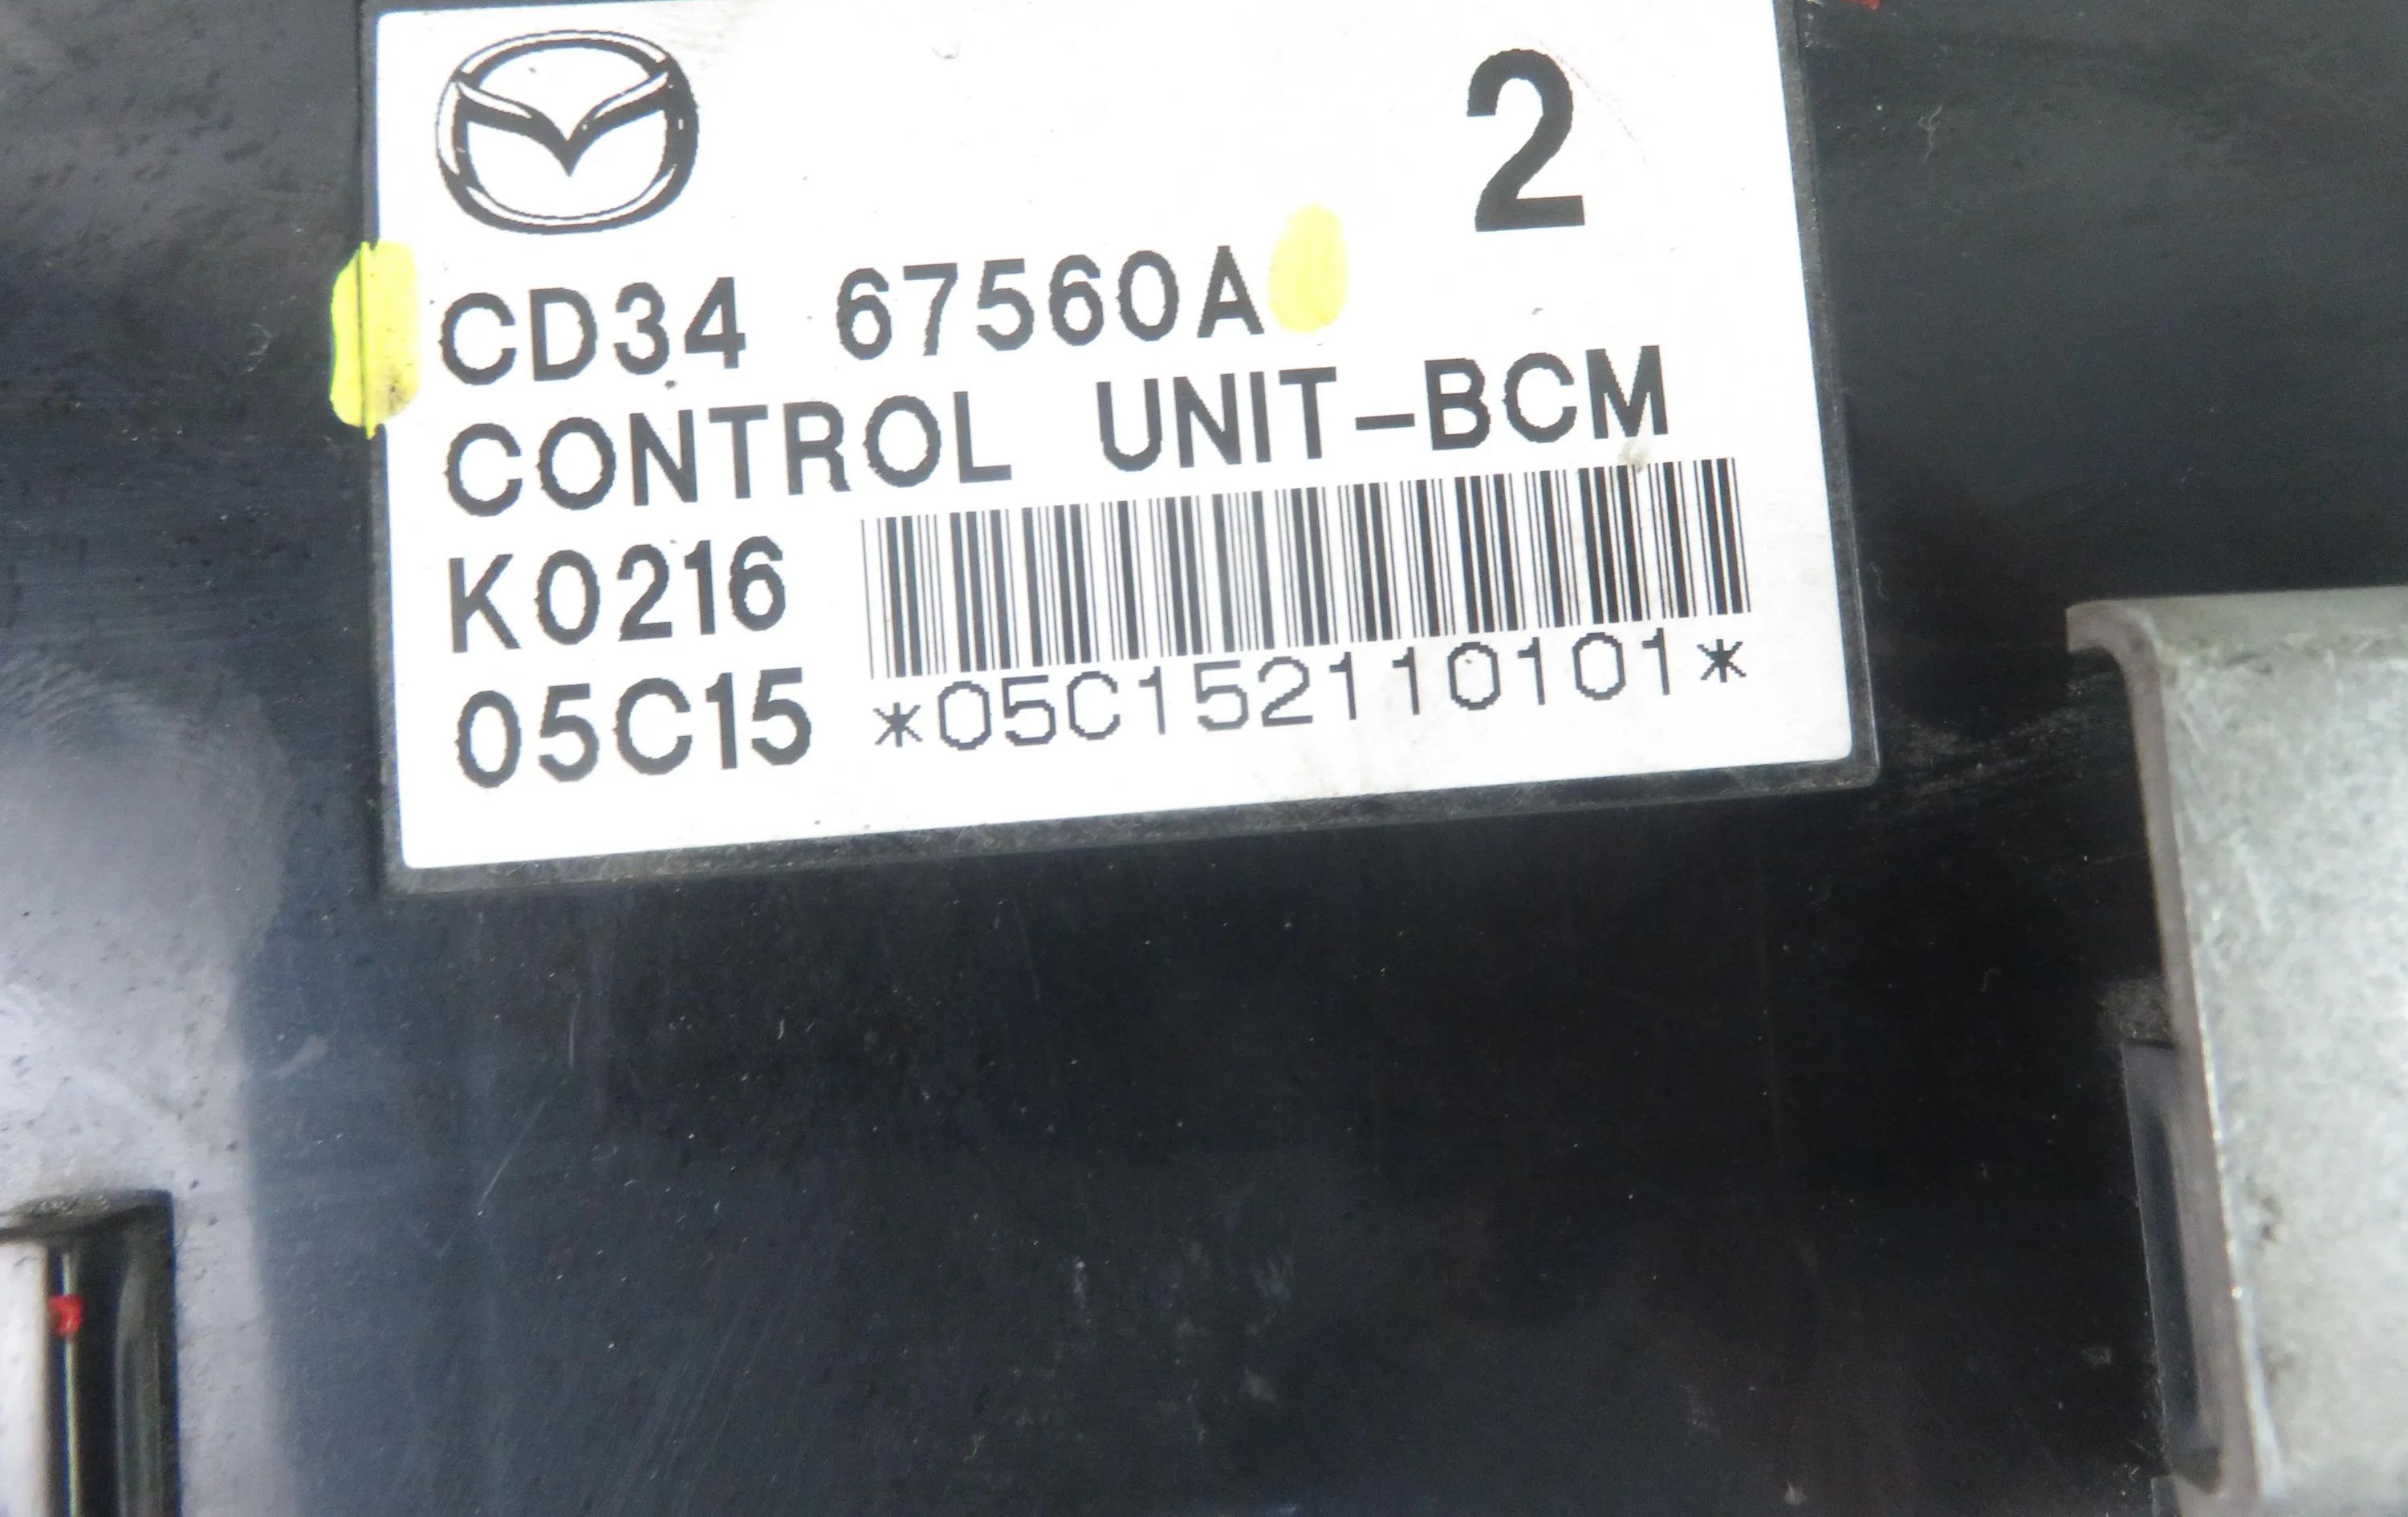 2
CD34 67560A
CONTROL UNIT-BCM
K0216
05C15 *05C152110101*